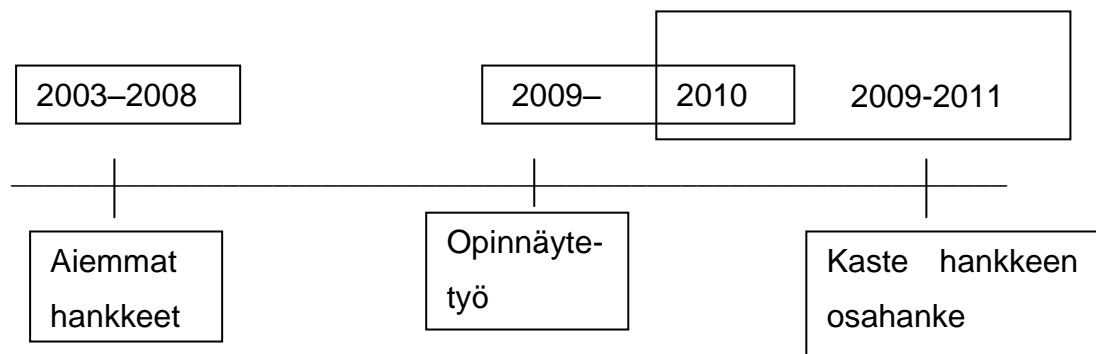 2003–2008
2009– 2010
2009-2011
Aiemmat
hankkeet
Opinnäyte-
työ
Kaste hankkeen
osahanke